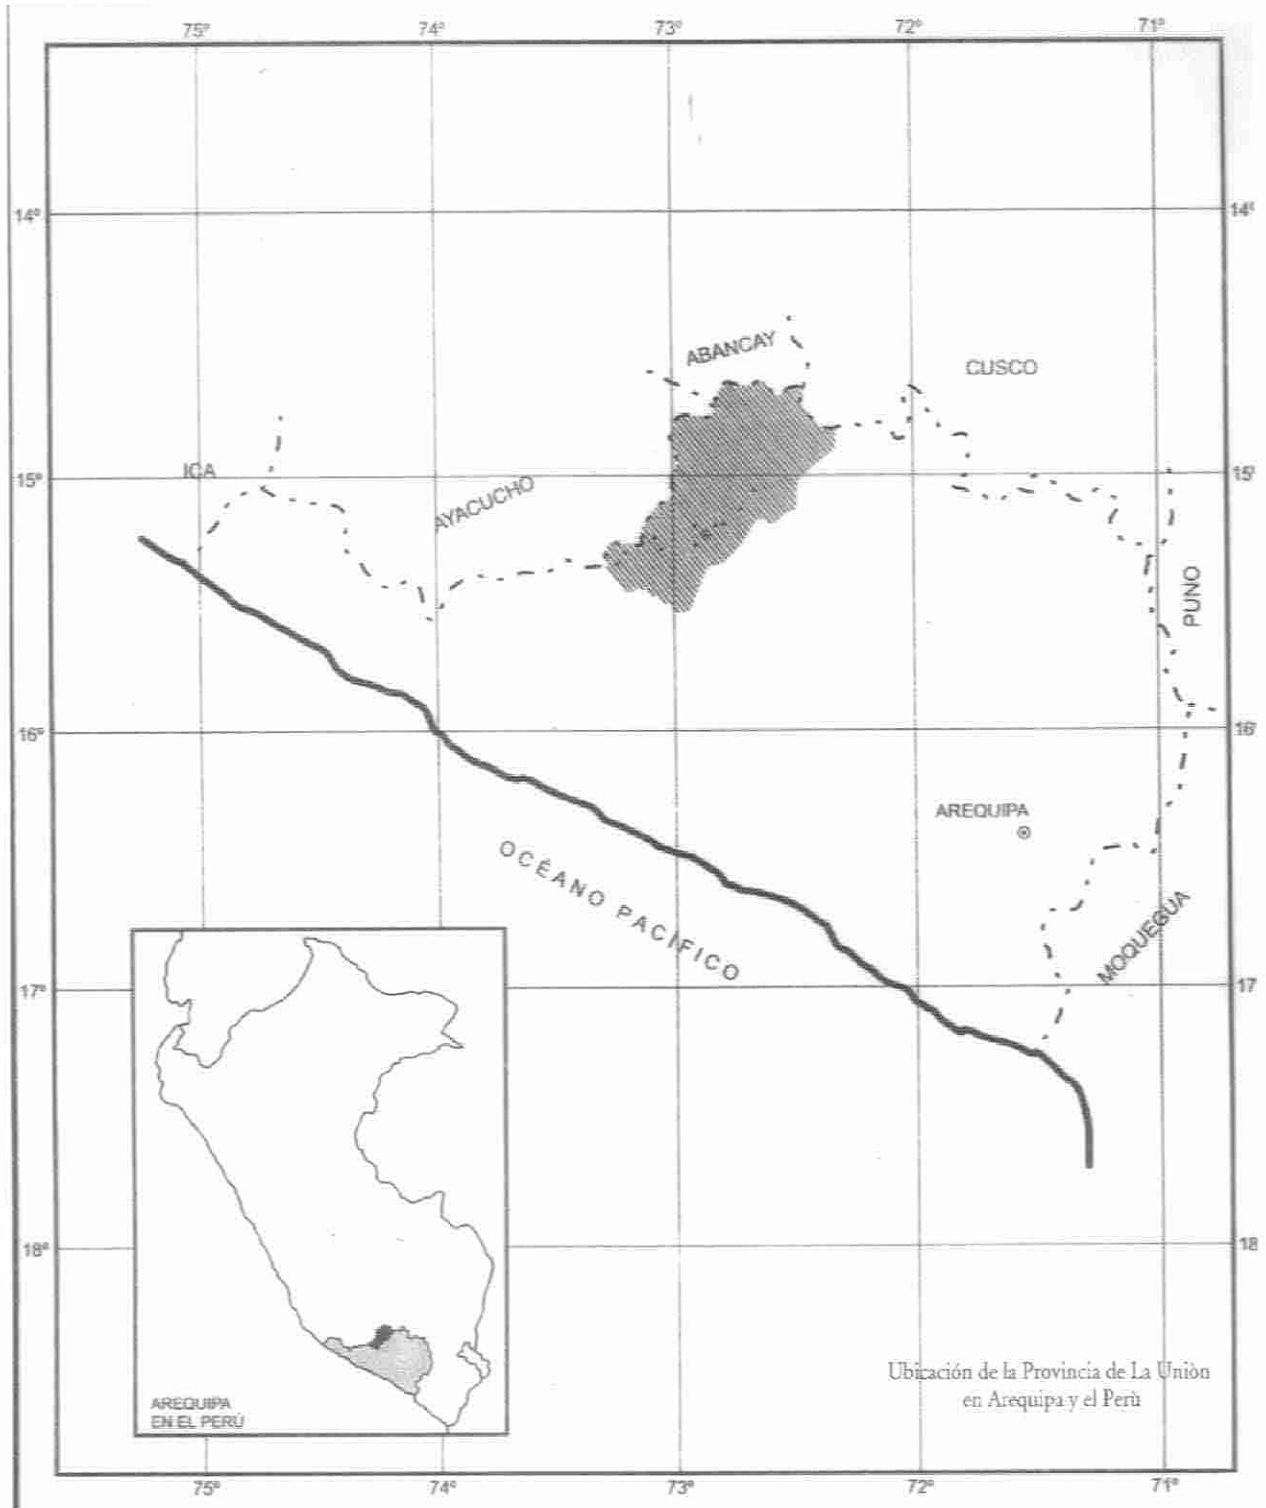 75º 74º 73º 72º 71º
14º 14º
ABANCAY
CUSCO
ICA
15º 15º
AYACUCHO
PUNO
16º 16º
AREQUIPA
OCÉANO PACÍFICO
MOQUEGUA
17º 17
18º 18
Ubicación de la Provincia de La Uniòn
en Arequipa y el Perù
AREQUIPA
EN EL PERÙ
75º 74º 73º 72º 71º